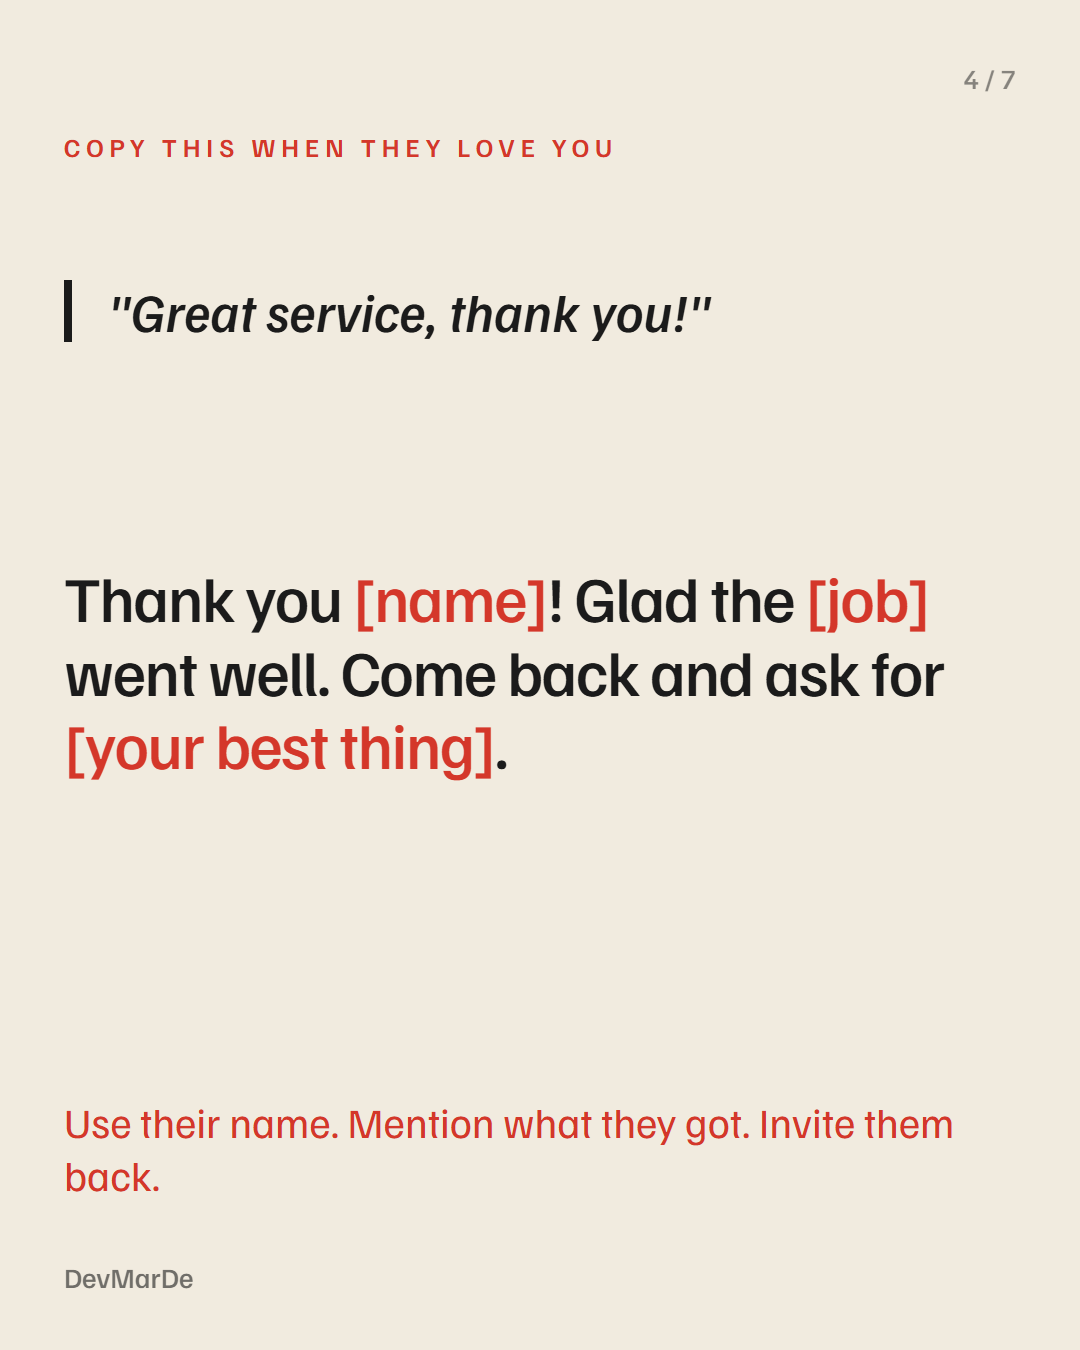 4 / 7
COPY THIS WHEN THEY LOVE YOU
"Great service, thank you!"
Thank you [name]! Glad the [job]
went well. Come back and ask for
[your best thing].
Use their name. Mention what they got. Invite them
back.
DevMarDe